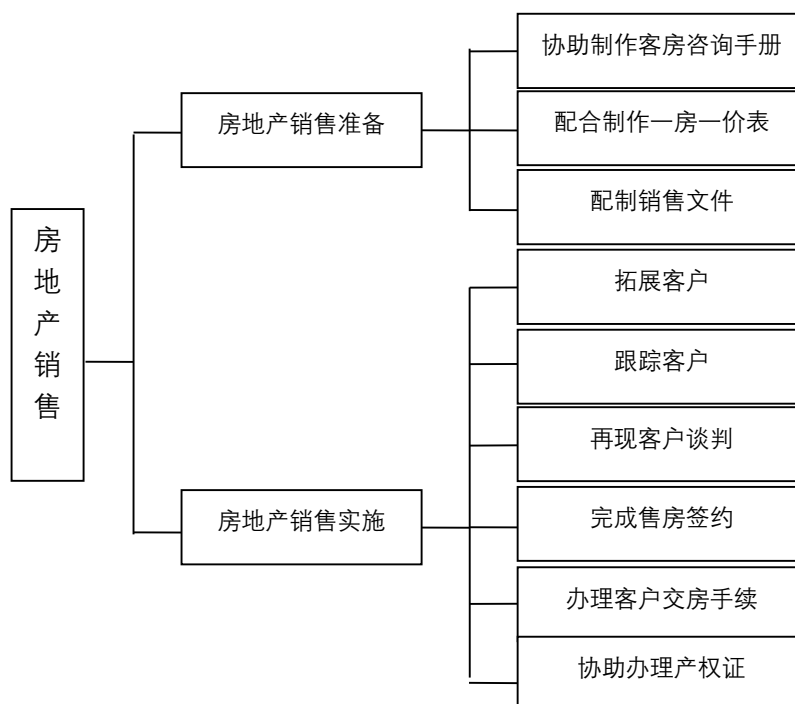 房地产销售
房地产销售准备
协助制作客房咨询手册
配合制作一房一价表
配制销售文件
房地产销售实施
拓展客户
跟踪客户
再现客户谈判
完成售房签约
办理客户交房手续
协助办理产权证